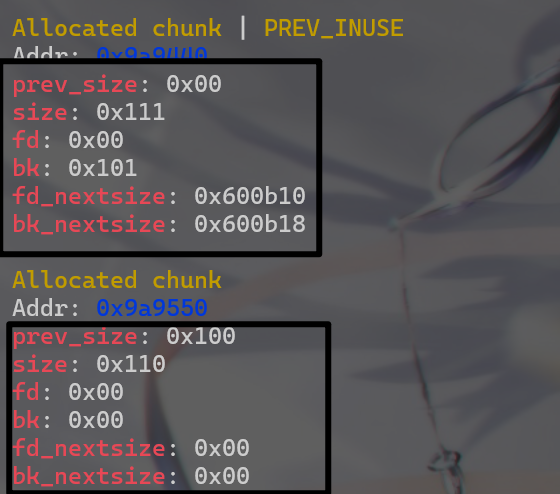 Allocated chunk | PREV_INUSE
Addr: 0x9a9440
prev_size: 0x00
size: 0x111
fd: 0x00
bk: 0x101
fd_nextsize: 0x600b10
bk_nextsize: 0x600b18
Allocated chunk
Addr: 0x9a9550
prev_size: 0x100
size: 0x110
fd: 0x00
bk: 0x00
fd_nextsize: 0x00
bk_nextsize: 0x00